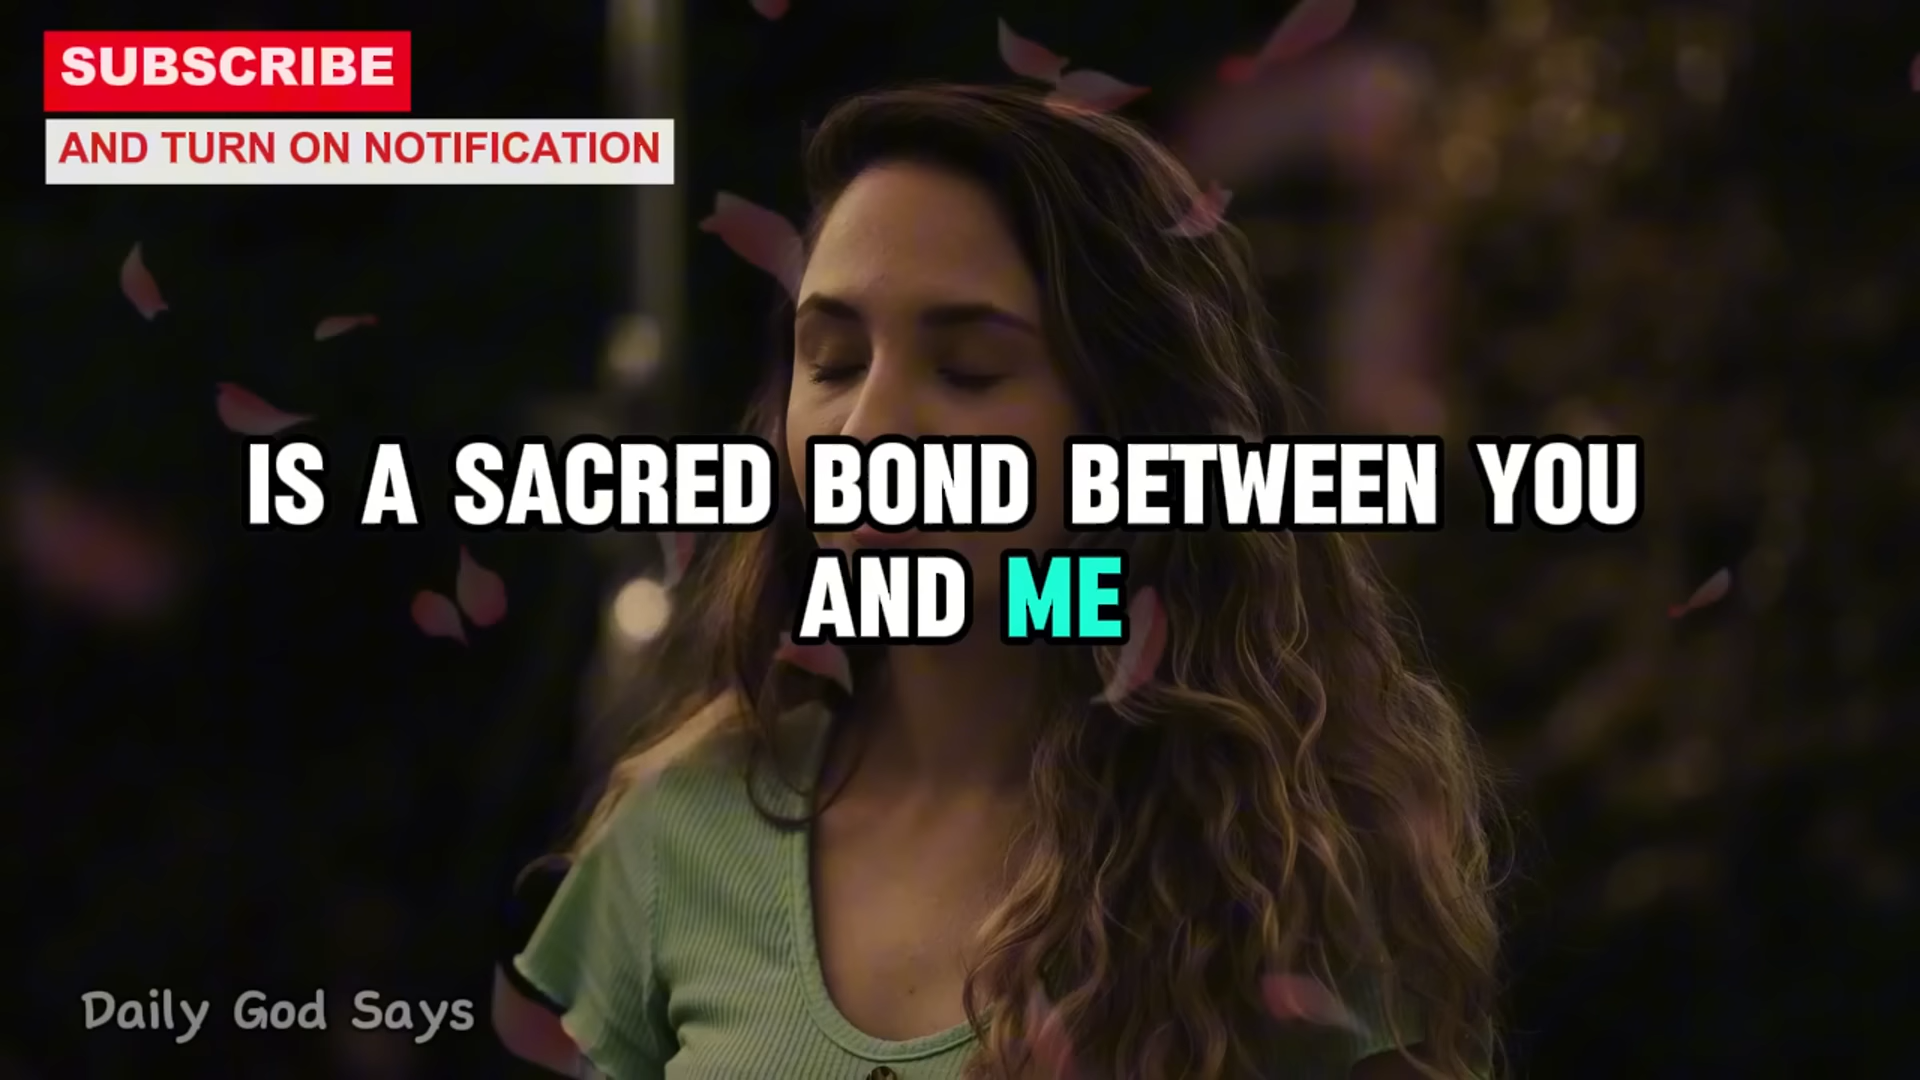 SUBSCRIBE
AND TURN ON NOTIFICATION
IS A SACRED BOND BETWEEN YOU
AND ME
Daily God Says